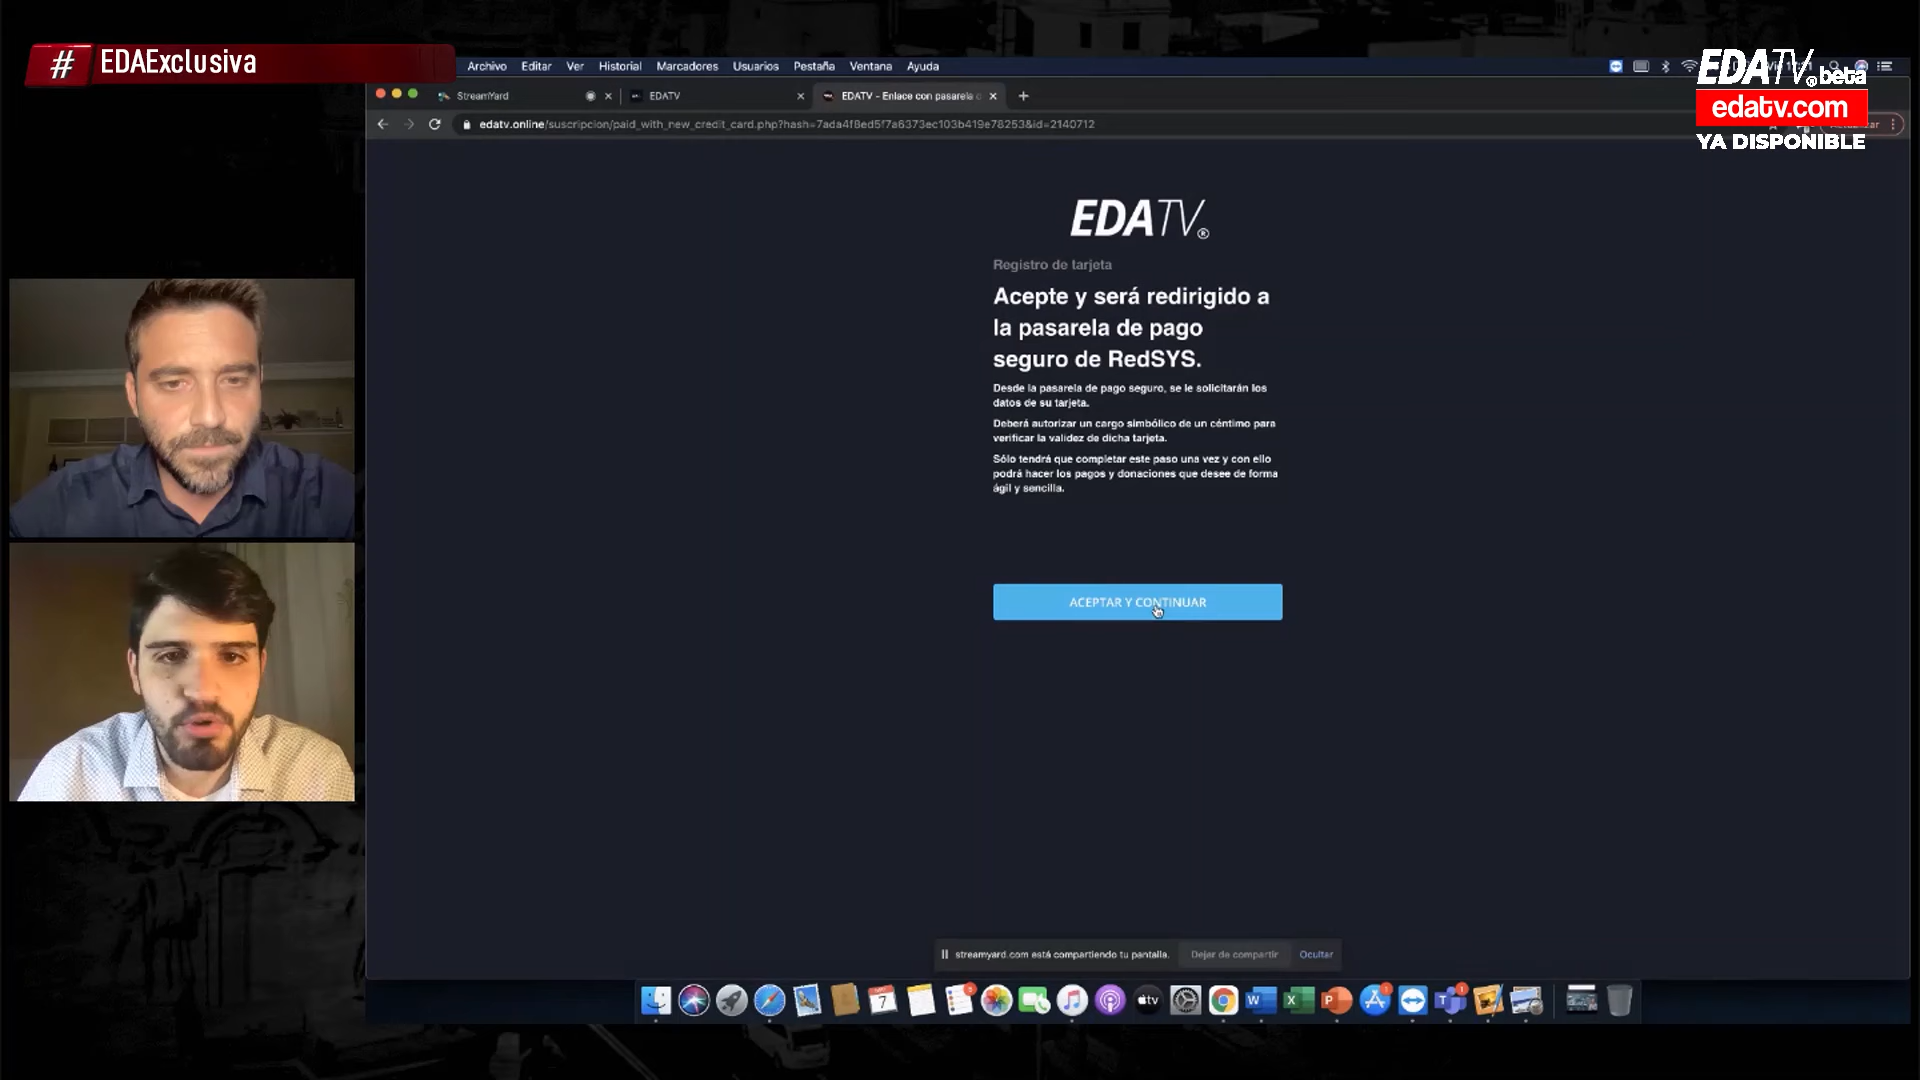 # EDAExclusiva
Archivo Editar Ver Historial Marcadores Usuarios Pestaña Ventana Ayuda
EDATV beta
edatv.com
YA DISPONIBLE
StreamYard
EDATV
EDATV - Enlace con pasarela
edatv.online/suscripcion/paid_with_new_credit_card.php?hash=7ada4f8ed5f7a6373ec103b419e78253&id=2140712
EDATV®
Registro de tarjeta
Acepte y será redirigido a
la pasarela de pago
seguro de RedSYS.
Desde la pasarela de pago seguro, se le solicitarán los
datos de su tarjeta.
Deberá autorizar un cargo simbólico de un céntimo para
verificar la validez de dicha tarjeta.
Sólo tendrá que completar este paso una vez y con ello
podrá hacer los pagos y donaciones que desee de forma
ágil y sencilla.
ACEPTAR Y CONTINUAR
streamyard.com está compartiendo tu pantalla.
Dejar de compartir
Ocultar
7
tv
W
X
P
T